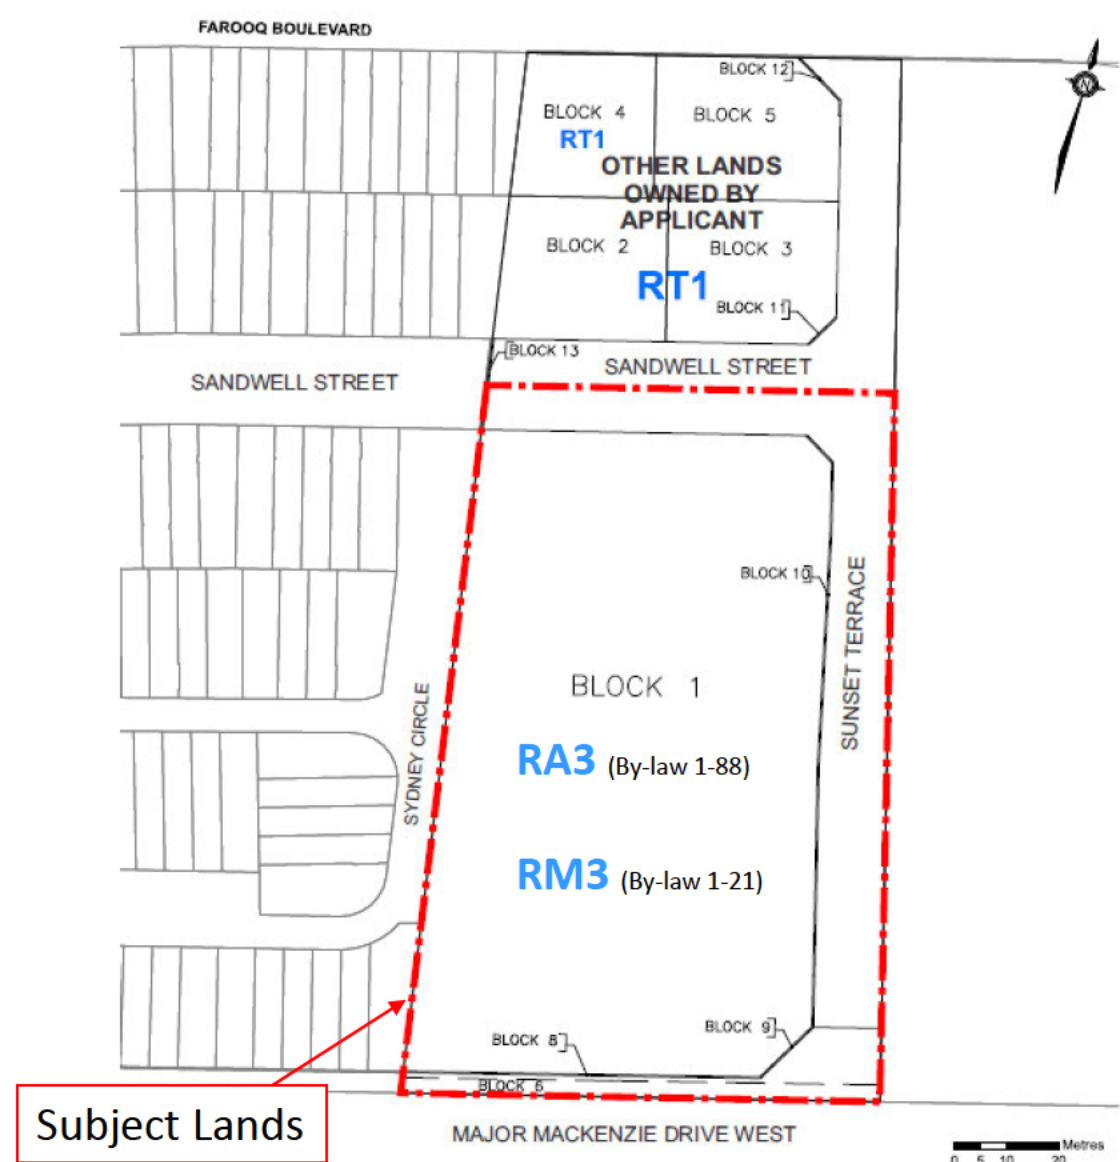 FAROOQ BOULEVARD
BLOCK 12
N
BLOCK 4
BLOCK 5
RT1
OTHER LANDS
OWNED BY
APPLICANT
BLOCK 2
BLOCK 3
RT1
BLOCK 11
BLOCK 13
SANDWELL STREET
SANDWELL STREET
BLOCK 10
SUNSET TERRACE
BLOCK 1
SYDNEY CIRCLE
RA3 (By-law 1-88)
RM3 (By-law 1-21)
BLOCK 9
BLOCK 8
BLOCK 6
Subject Lands
MAJOR MACKENZIE DRIVE WEST
Metres
0 5 10 20